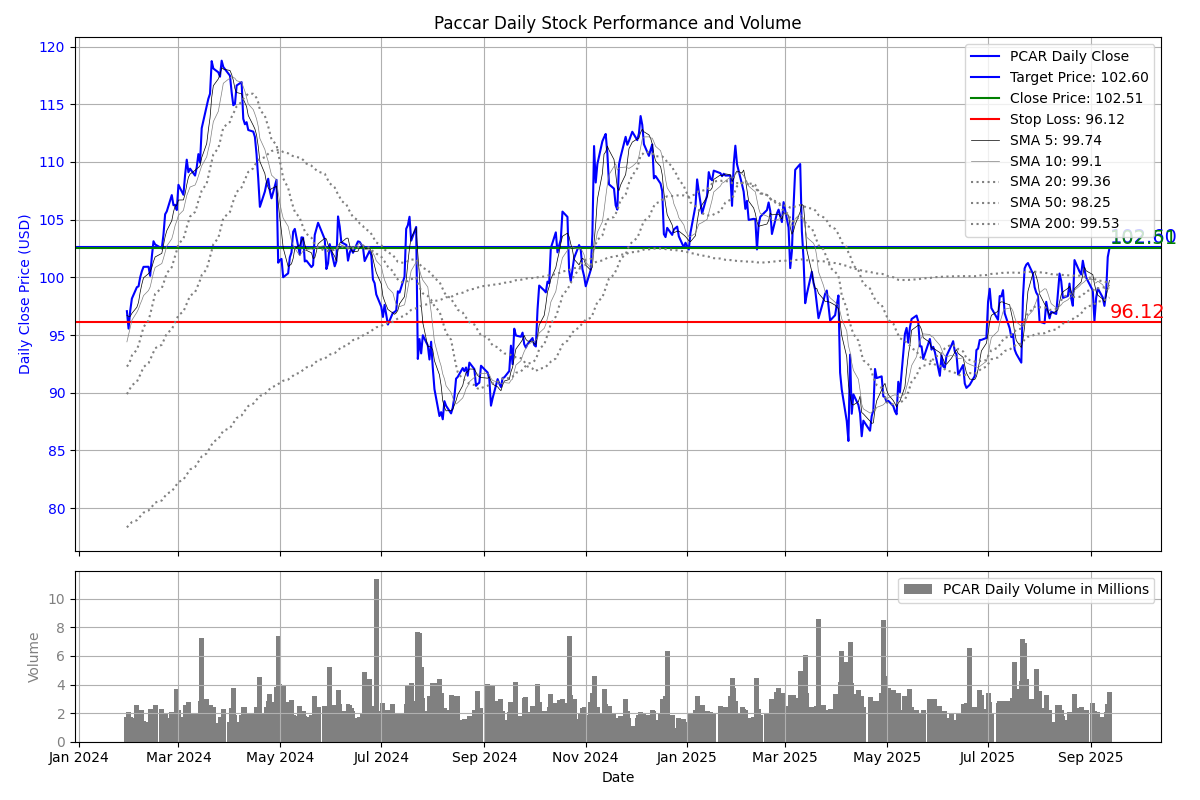 Paccar Daily Stock Performance and Volume
Daily Close Price (USD)
120
115
110
105
100
95
90
85
80
PCAR Daily Close
Target Price: 102.60
Close Price: 102.51
Stop Loss: 96.12
SMA 5: 99.74
SMA 10: 99.1
SMA 20: 99.36
SMA 50: 98.25
SMA 200: 99.53
102.60
102.51
96.12
Volume
10
8
6
4
2
0
PCAR Daily Volume in Millions
Jan 2024
Mar 2024
May 2024
Jul 2024
Sep 2024
Nov 2024
Jan 2025
Mar 2025
May 2025
Jul 2025
Sep 2025
Date